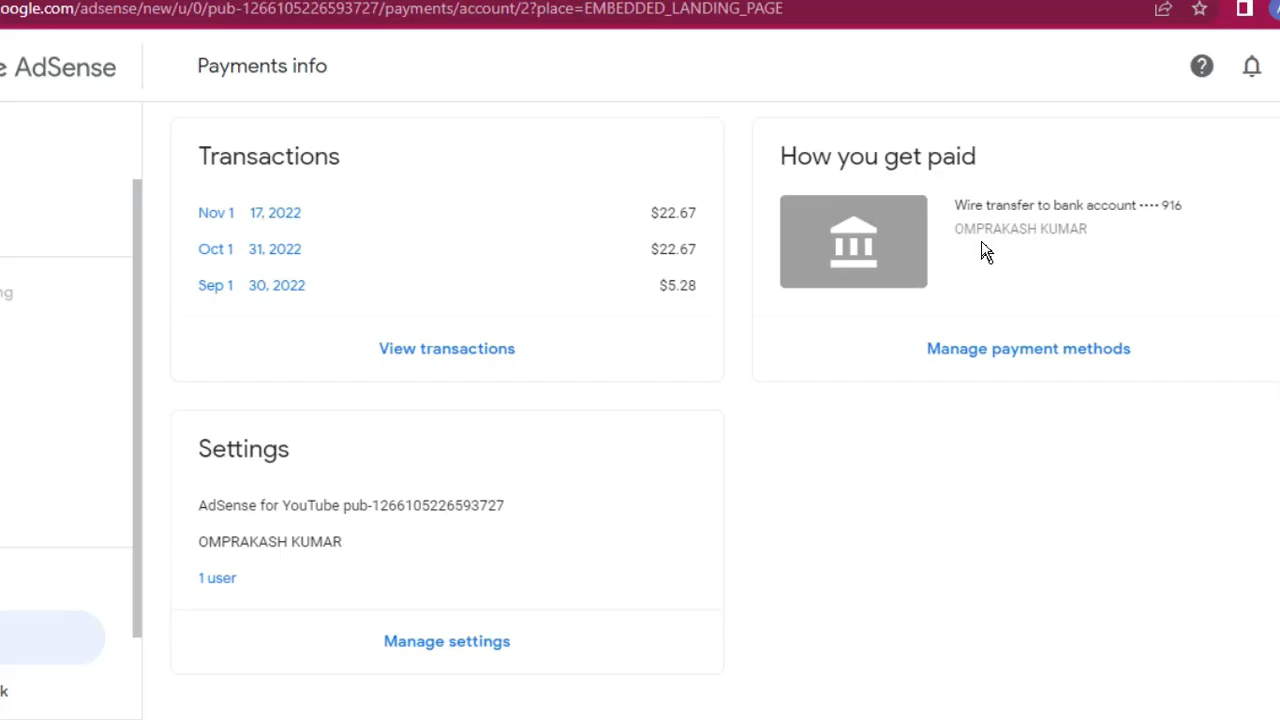 oogle.com/adsense/new/u/0/pub-1266105226593727/payments/account/2?place=EMBEDDED_LANDING_PAGE
AdSense
Payments info
Transactions
Nov 1 17, 2022 $22.67
Oct 1 31, 2022 $22.67
Sep 1 30, 2022 $5.28
View transactions
How you get paid
Wire transfer to bank account •••• 916
OMPRAKASH KUMAR
Manage payment methods
Settings
AdSense for YouTube pub-1266105226593727
OMPRAKASH KUMAR
1 user
Manage settings
ng
k